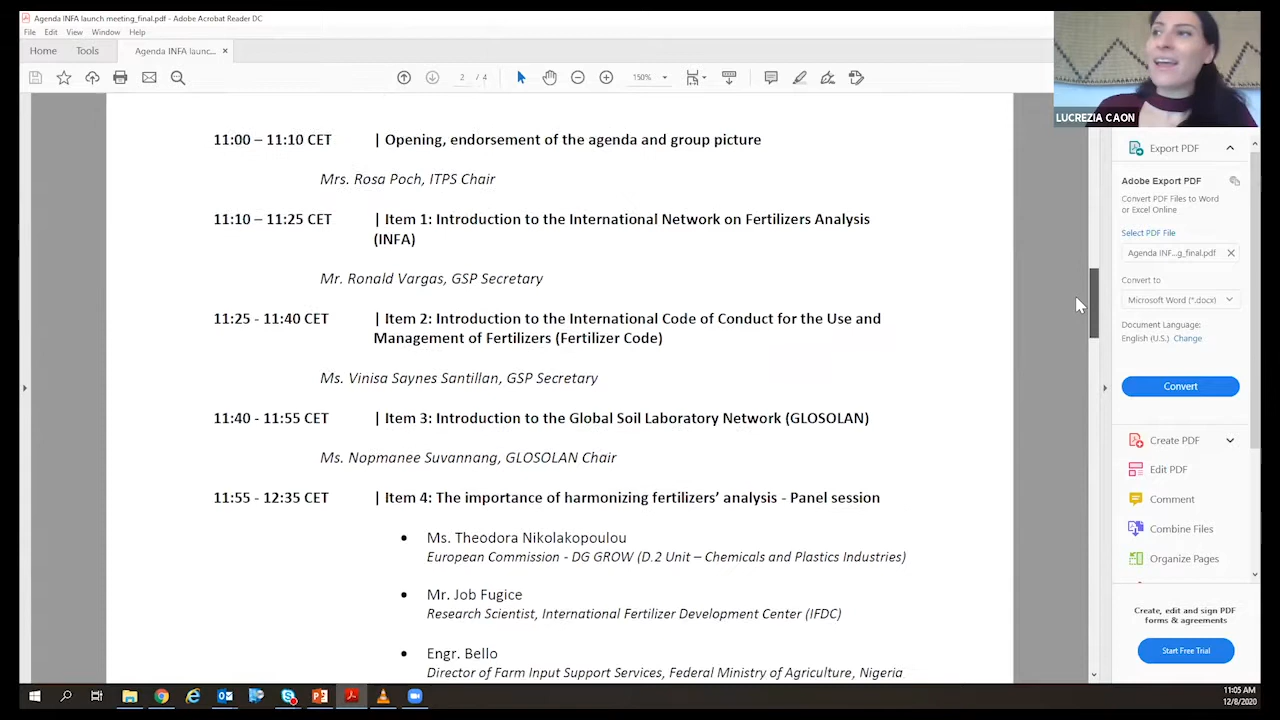 Agenda INFA launch meeting_final.pdf - Adobe Acrobat Reader DC
File Edit View Window Help
Home Tools Agenda INFA launc... ×
2 / 4 150%
LUCREZIA CAON
11:00 – 11:10 CET | Opening, endorsement of the agenda and group picture
Mrs. Rosa Poch, ITPS Chair
11:10 – 11:25 CET | Item 1: Introduction to the International Network on Fertilizers Analysis
(INFA)
Mr. Ronald Vargas, GSP Secretary
11:25 - 11:40 CET | Item 2: Introduction to the International Code of Conduct for the Use and
Management of Fertilizers (Fertilizer Code)
Ms. Vinisa Saynes Santillan, GSP Secretary
11:40 - 11:55 CET | Item 3: Introduction to the Global Soil Laboratory Network (GLOSOLAN)
Ms. Nopmanee Suvannang, GLOSOLAN Chair
11:55 - 12:35 CET | Item 4: The importance of harmonizing fertilizers’ analysis - Panel session
• Ms. Theodora Nikolakopoulou
European Commission - DG GROW (D.2 Unit – Chemicals and Plastics Industries)
• Mr. Job Fugice
Research Scientist, International Fertilizer Development Center (IFDC)
• Engr. Bello
Director of Farm Input Support Services, Federal Ministry of Agriculture, Nigeria
Export PDF
Adobe Export PDF
Convert PDF Files to Word
or Excel Online
Select PDF File
Agenda INF...g_final.pdf
Convert to
Microsoft Word (*.docx)
Document Language:
English (U.S.) Change
Convert
Create PDF
Edit PDF
Comment
Combine Files
Organize Pages
Create, edit and sign PDF
forms & agreements
Start Free Trial
11:05 AM
12/8/2020